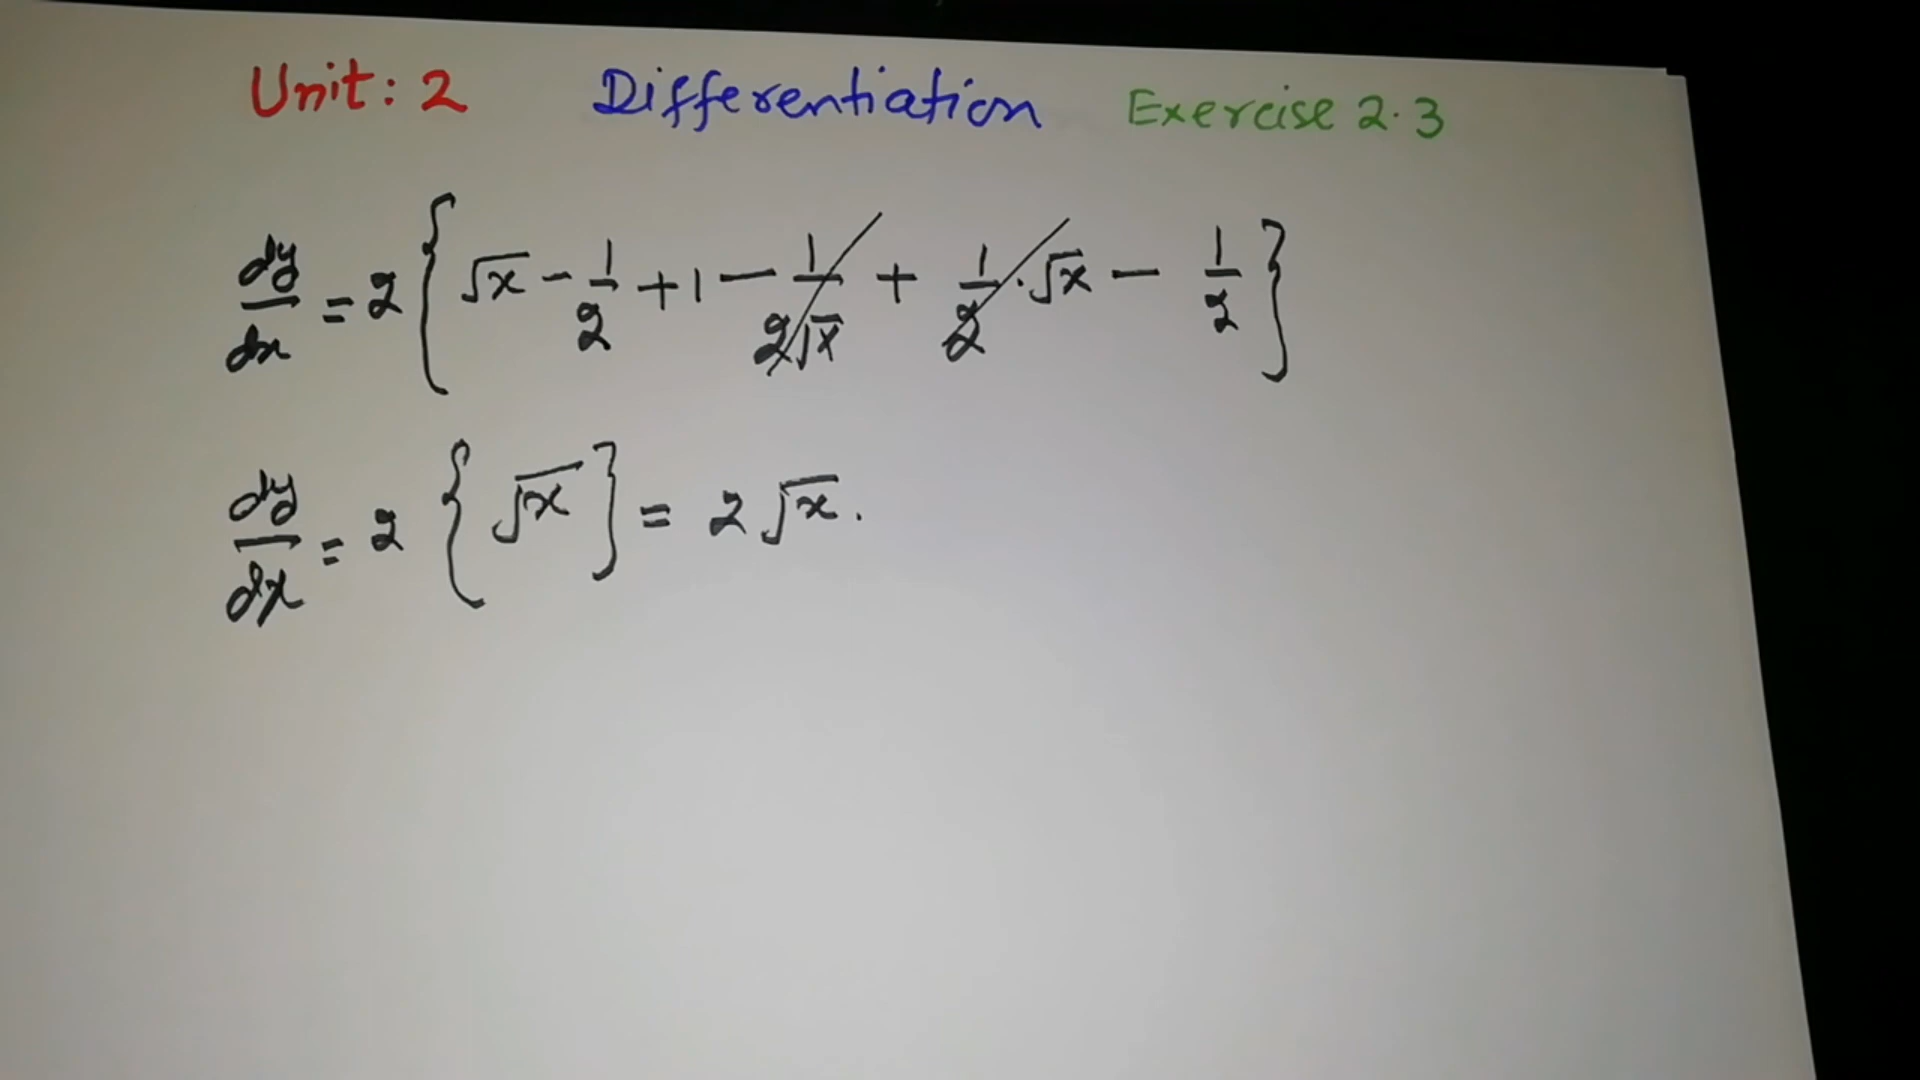 Unit: 2 Differentiation Exercise 2.3
dy/dx = 2 { √x - 1/2 + 1 - 1/2√x + 1/2 · √x - 1/2 }
dy/dx = 2 { √x } = 2 √x.